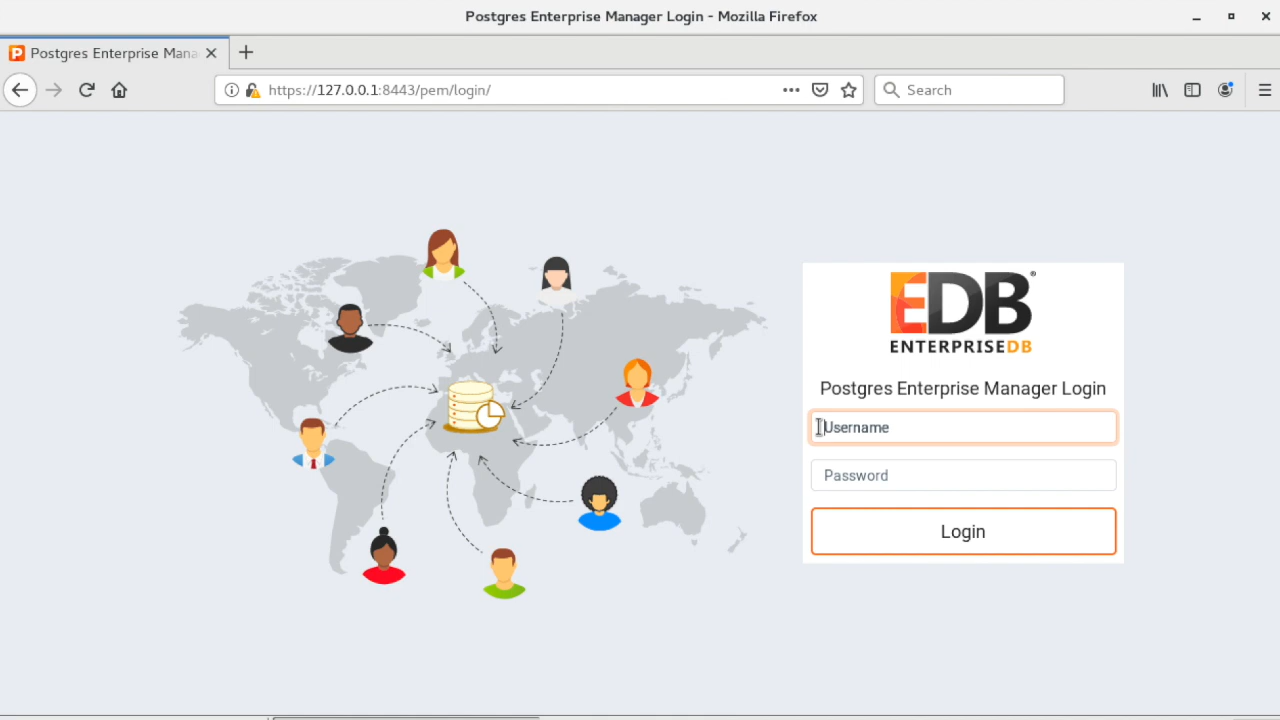 Postgres Enterprise Manager Login - Mozilla Firefox
Postgres Enterprise Mana
https://127.0.0.1:8443/pem/login/
Search
EDB®
ENTERPRISEDB
Postgres Enterprise Manager Login
Username
Password
Login